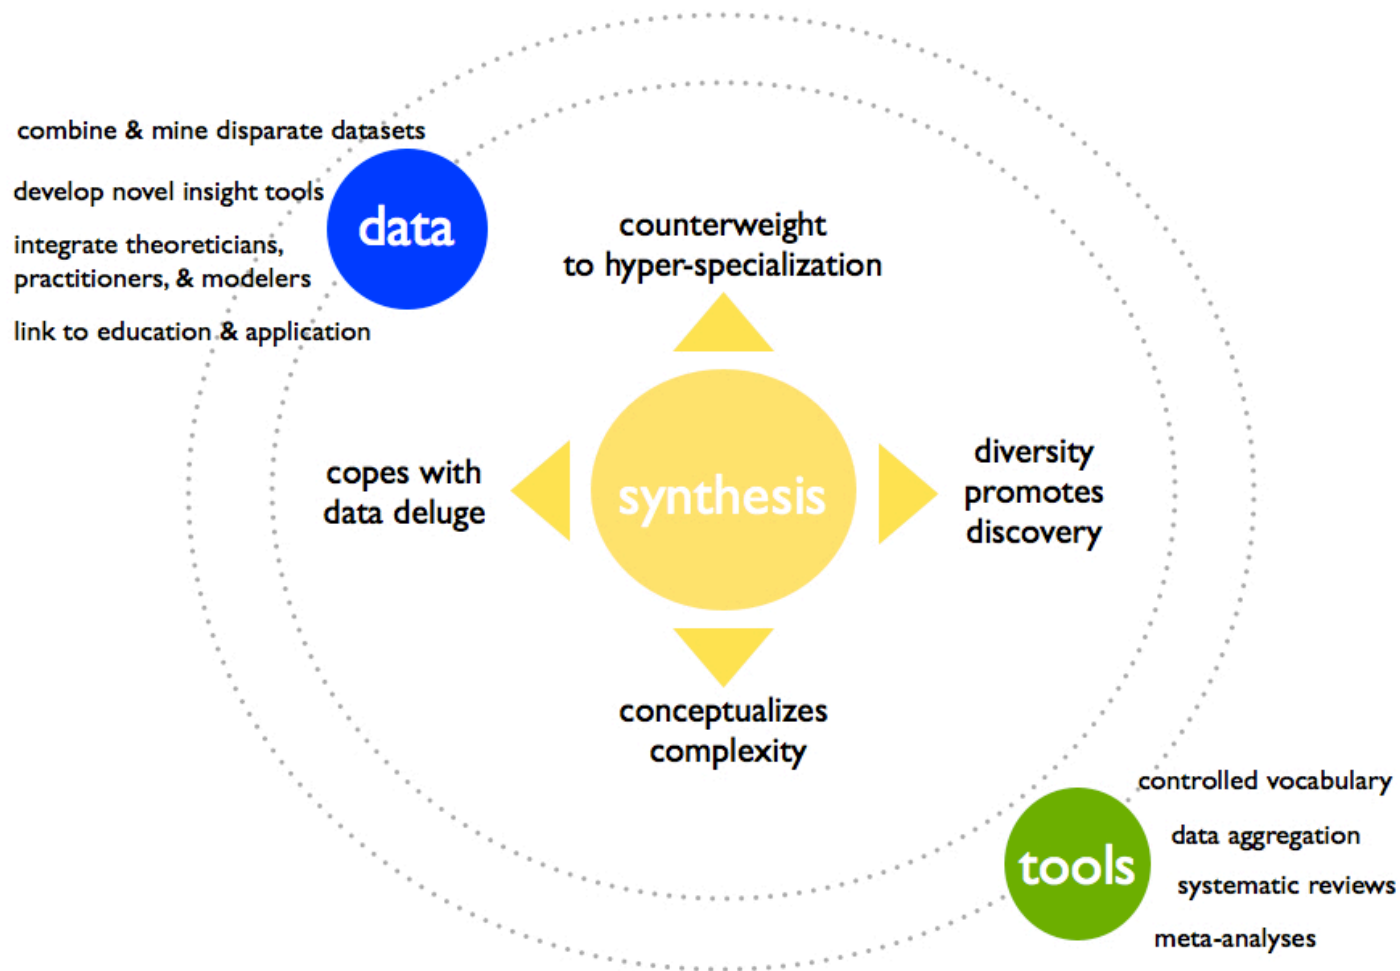 combine & mine disparate datasets
develop novel insight tools
integrate theoreticians,
practitioners, & modelers
link to education & application
data
counterweight
to hyper-specialization
copes with
data deluge
synthesis
diversity
promotes
discovery
conceptualizes
complexity
controlled vocabulary
data aggregation
tools
systematic reviews
meta-analyses